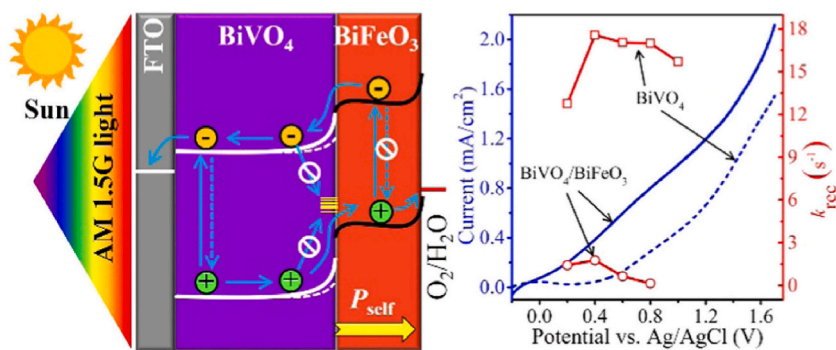 Sun
AM 1.5G light
FTO
BiVO₄
BiFeO₃
-
-
-
+
+
+
P_self
O₂/H₂O
Current (mA/cm²)
2.0
1.6
1.2
0.8
0.4
0.0
BiVO₄
BiVO₄/BiFeO₃
18
15
12
9
6
3
0
k_rec (s⁻¹)
0.0 0.4 0.8 1.2 1.6
Potential vs. Ag/AgCl (V)